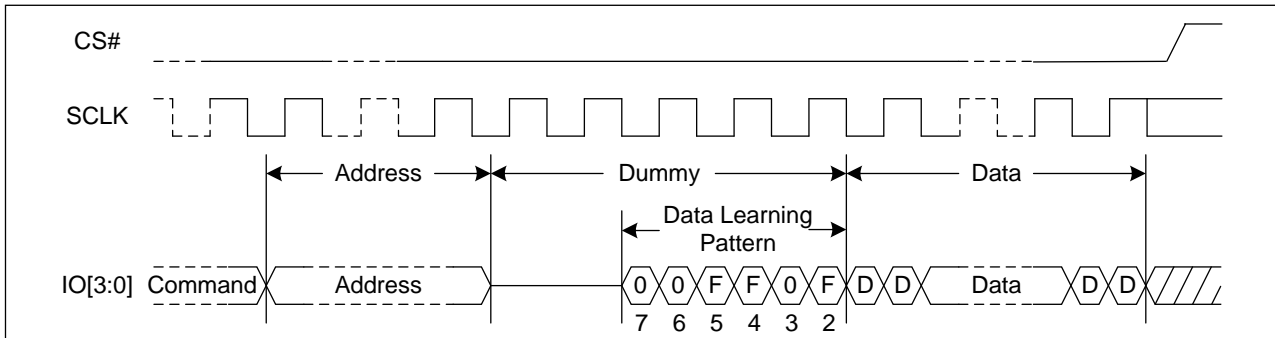 CS#
SCLK
Address Dummy Data
Data Learning
Pattern
IO[3:0] Command Address 0 0 F F 0 F D D Data D D
7 6 5 4 3 2